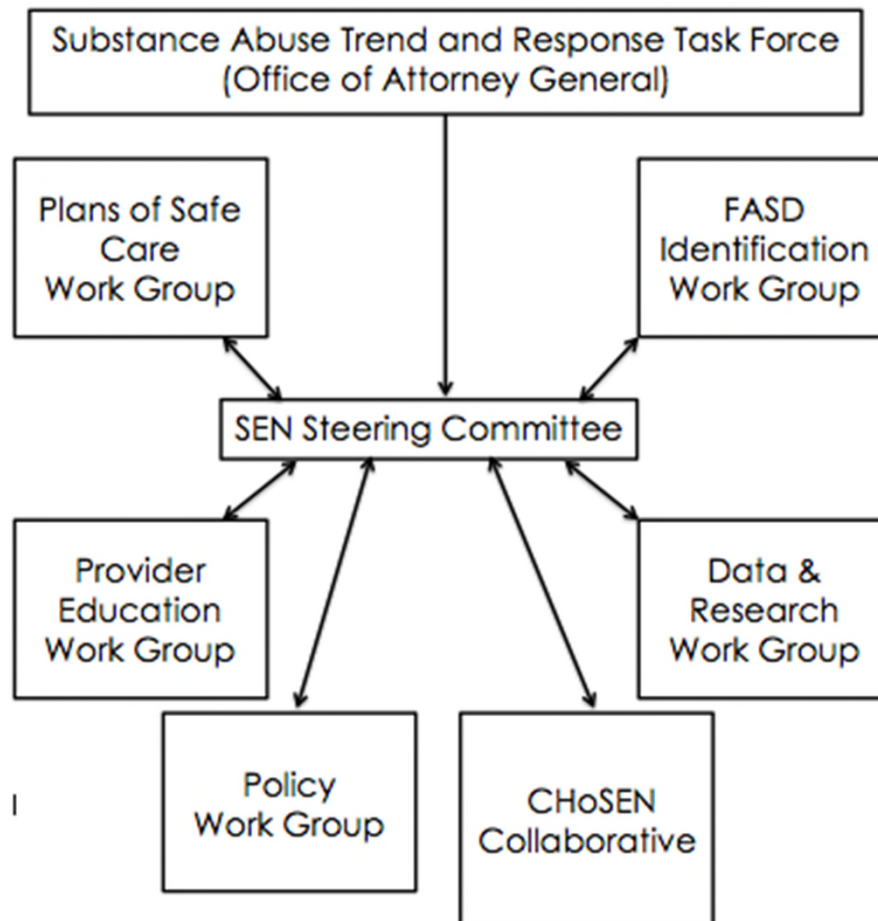 Substance Abuse Trend and Response Task Force
(Office of Attorney General)
Plans of Safe
Care
Work Group
FASD
Identification
Work Group
SEN Steering Committee
Provider
Education
Work Group
Data &
Research
Work Group
Policy
Work Group
CHoSEN
Collaborative